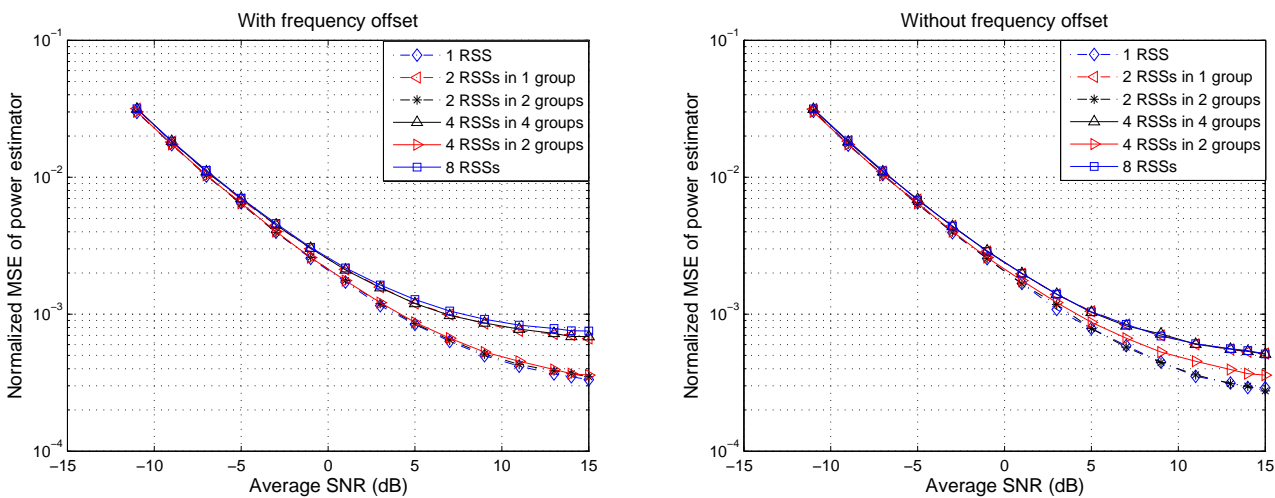 With frequency offset
10⁻¹
10⁻²
10⁻³
10⁻⁴
Normalized MSE of power estimator
−15 −10 −5 0 5 10 15
Average SNR (dB)
1 RSS
2 RSSs in 1 group
2 RSSs in 2 groups
4 RSSs in 4 groups
4 RSSs in 2 groups
8 RSSs
Without frequency offset
10⁻¹
10⁻²
10⁻³
10⁻⁴
Normalized MSE of power estimator
−15 −10 −5 0 5 10 15
Average SNR (dB)
1 RSS
2 RSSs in 1 group
2 RSSs in 2 groups
4 RSSs in 4 groups
4 RSSs in 2 groups
8 RSSs